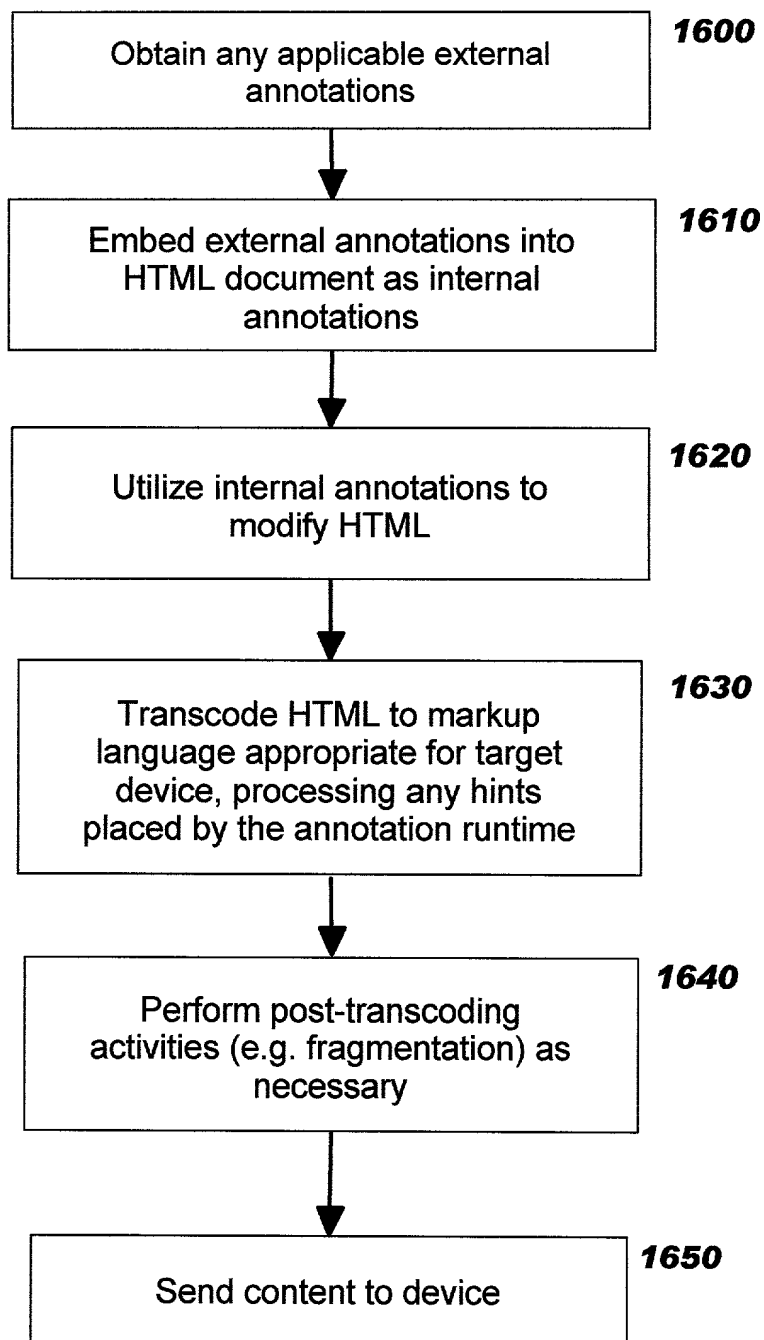 1600
Obtain any applicable external
annotations
1610
Embed external annotations into
HTML document as internal
annotations
1620
Utilize internal annotations to
modify HTML
1630
Transcode HTML to markup
language appropriate for target
device, processing any hints
placed by the annotation runtime
1640
Perform post-transcoding
activities (e.g. fragmentation) as
necessary
1650
Send content to device